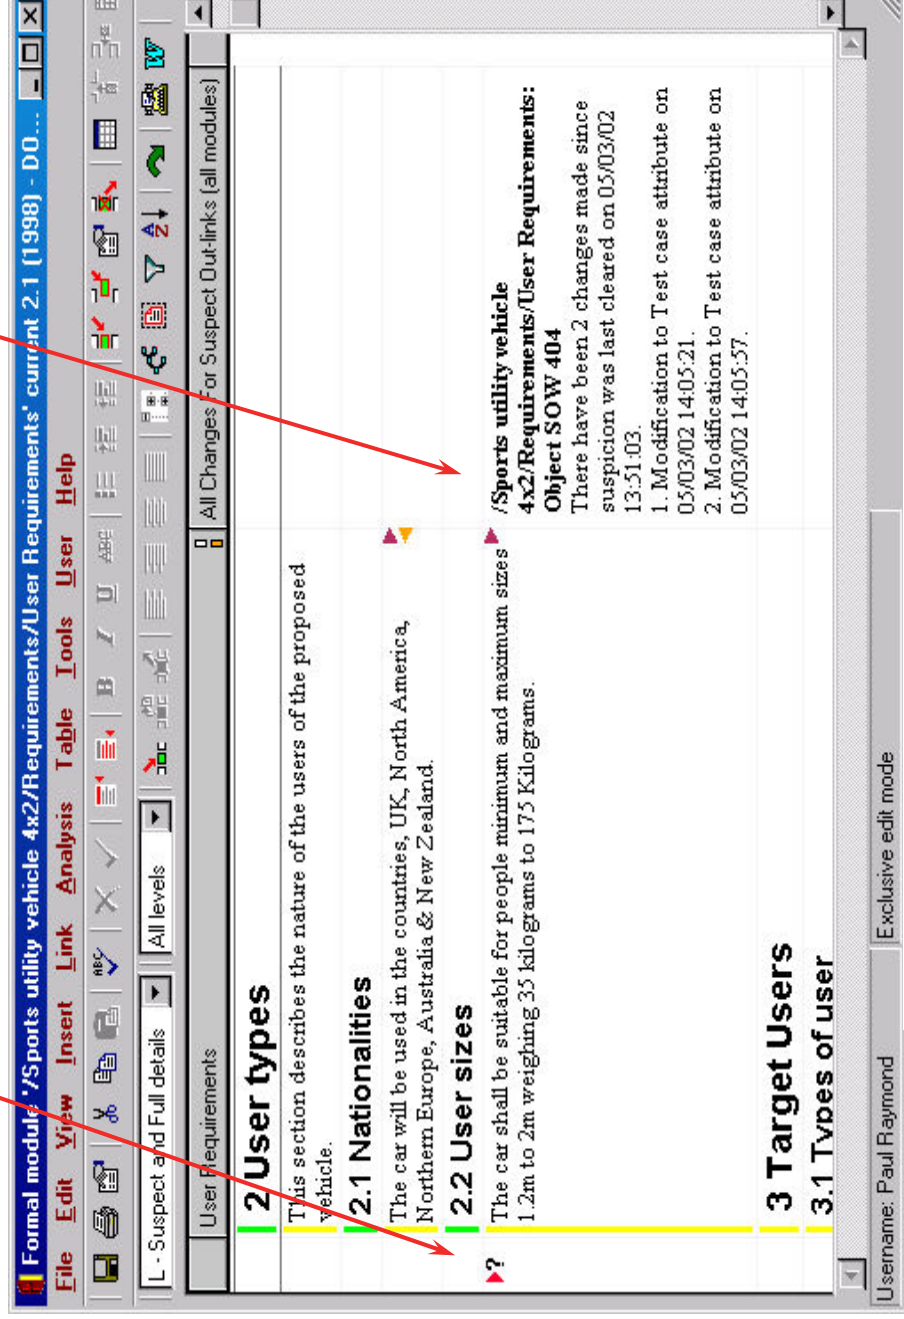 Formal module '/Sports utility vehicle 4x2/Requirements/User Requirements' current 2.1 (1998) - DO...
File Edit View Insert Link Analysis Table Tools User Help
ABC B I U ABC
L - Suspect and Full details All levels
User Requirements All Changes For Suspect Out-links (all modules)
2 User types
This section describes the nature of the users of the proposed
vehicle.
2.1 Nationalities
The car will be used in the countries, UK, North America,
Northern Europe, Australia & New Zealand.
2.2 User sizes
?
The car shall be suitable for people minimum and maximum sizes
1.2m to 2m weighing 35 kilograms to 175 Kilograms.
/Sports utility vehicle
4x2/Requirements/User Requirements:
Object SOW 404
There have been 2 changes made since
suspicion was last cleared on 05/03/02
13:51:03.
1. Modification to Test case attribute on
05/03/02 14:05:21.
2. Modification to Test case attribute on
05/03/02 14:05:57.
3 Target Users
3.1 Types of user
Username: Paul Raymond Exclusive edit mode